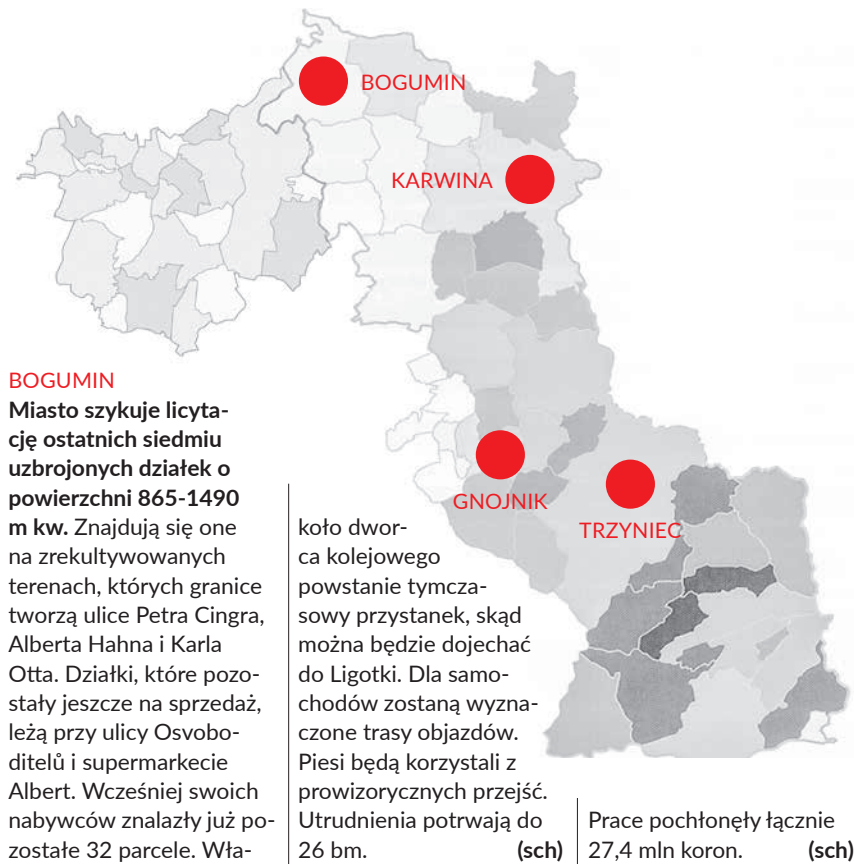 BOGUMIN
KARWINA
GNOJNIK
TRZYNIEC
BOGUMIN
Miasto szykuje licyta-
cję ostatnich siedmiu
uzbrojonych działek o
powierzchni 865-1490
m kw. Znajdują się one
na zrekultywowanych
terenach, których granice
tworzą ulice Petra Cingra,
Alberta Hahna i Karla
Otta. Działki, które pozo-
stały jeszcze na sprzedaż,
leżą przy ulicy Osvobo-
ditelů i supermarkecie
Albert. Wcześniej swoich
nabywców znalazły już po-
zostałe 32 parcele. Wła-
koło dwor-
ca kolejowego
powstanie tymcza-
sowy przystanek, skąd
można będzie dojechać
do Ligotki. Dla samo-
chodów zostaną wyzna-
czone trasy objazdów.
Piesi będą korzystali z
prowizorycznych przejść.
Utrudnienia potrwają do
26 bm. (sch)
Prace pochłonęły łącznie
27,4 mln koron. (sch)